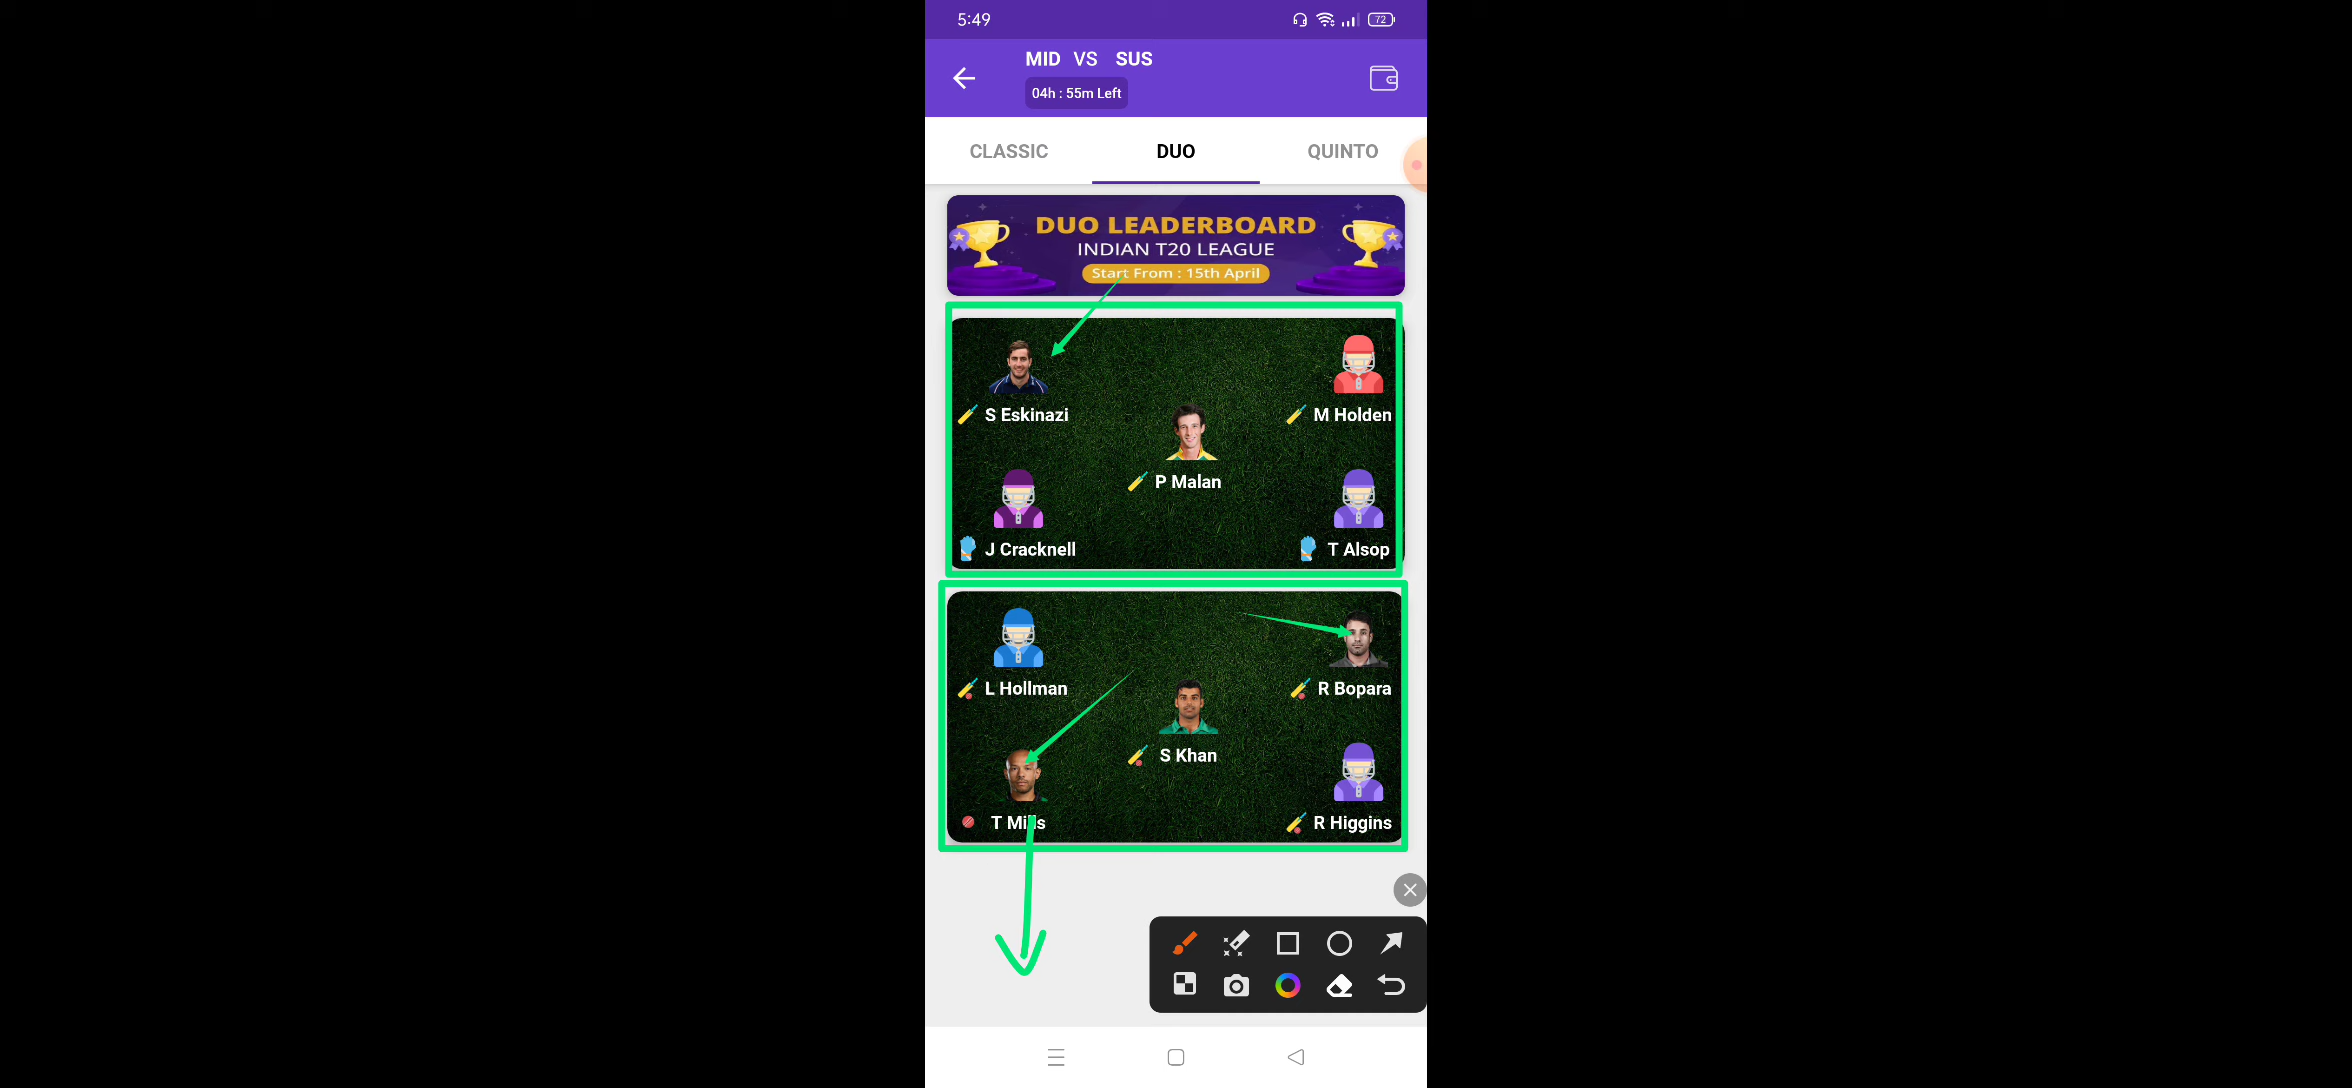 5:49
72
MID VS SUS
04h : 55m Left
CLASSIC DUO QUINTO
DUO LEADERBOARD
INDIAN T20 LEAGUE
Start From : 15th April
S Eskinazi
M Holden
P Malan
J Cracknell
T Alsop
L Hollman
R Bopara
S Khan
T Mills
R Higgins